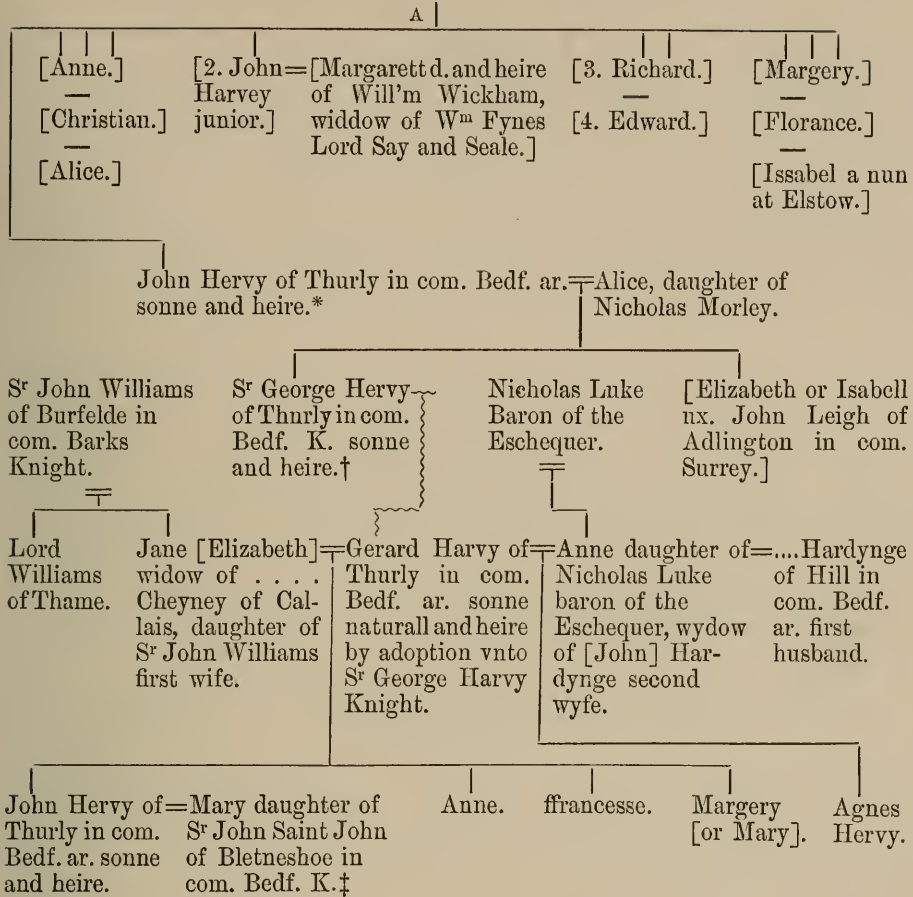 A
[Anne.]
—
[Christian.]
—
[Alice.]
[2. John=
Harvey
junior.]
[Margarett d. and heire
of Will'm Wickham,
widdow of Wᵐ Fynes
Lord Say and Seale.]
[3. Richard.]
—
[4. Edward.]
[Margery.]
—
[Florance.]
—
[Issabel a nun
at Elstow.]
John Hervy of Thurly in com. Bedf. ar.=
sonne and heire.*
Alice, daughter of
Nicholas Morley.
Sʳ John Williams
of Burfelde in
com. Barks
Knight.
Sʳ George Hervy
of Thurly in com.
Bedf. K. sonne
and heire.†
Nicholas Luke
Baron of the
Eschequer.
[Elizabeth or Isabell
ux. John Leigh of
Adlington in com.
Surrey.]
Lord
Williams
of Thame.
Jane [Elizabeth]=
widow of . . . .
Cheyney of Cal-
lais, daughter of
Sʳ John Williams
first wife.
Gerard Harvy of=
Thurly in com.
Bedf. ar. sonne
naturall and heire
by adoption vnto
Sʳ George Harvy
Knight.
Anne daughter of=
Nicholas Luke
baron of the
Eschequer, wydow
of [John] Har-
dynge second
wyfe.
....Hardynge
of Hill in
com. Bedf.
ar. first
husband.
John Hervy of=
Thurly in com.
Bedf. ar. sonne
and heire.
Mary daughter of
Sʳ John Saint John
of Bletneshoe in
com. Bedf. K.‡
Anne.
ffrancesse.
Margery
[or Mary].
Agnes
Hervy.